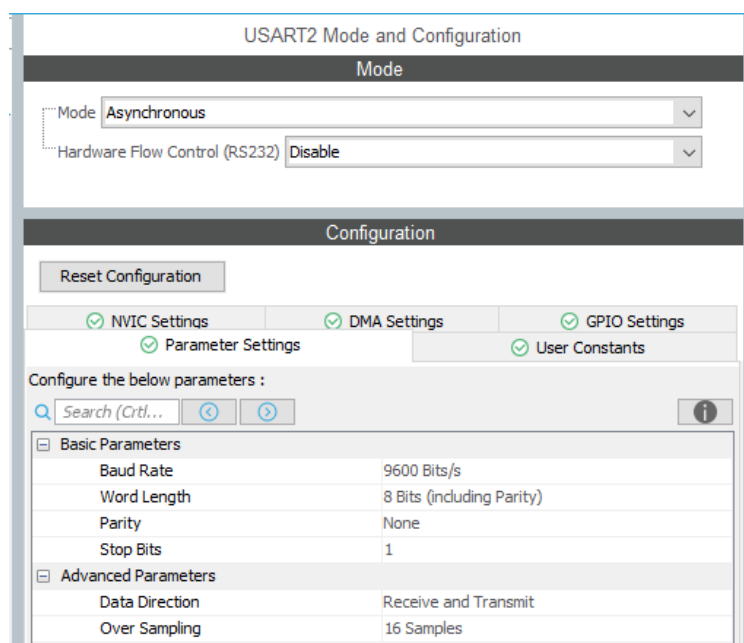 USART2 Mode and Configuration
Mode
Mode Asynchronous
Hardware Flow Control (RS232) Disable
Configuration
Reset Configuration
NVIC Settings DMA Settings GPIO Settings
Parameter Settings User Constants
Configure the below parameters :
Search (Crtl...
Basic Parameters
Baud Rate 9600 Bits/s
Word Length 8 Bits (including Parity)
Parity None
Stop Bits 1
Advanced Parameters
Data Direction Receive and Transmit
Over Sampling 16 Samples